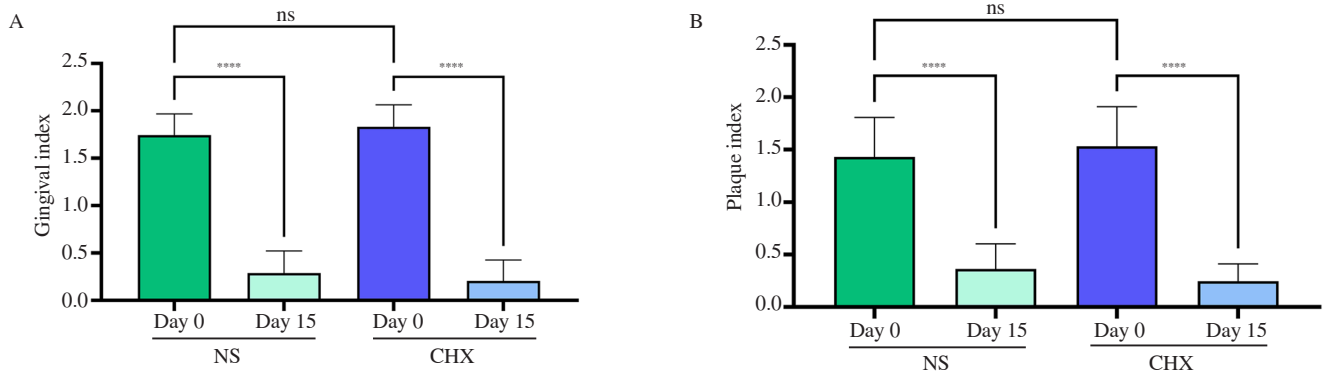 A
ns
**** ****
2.5
2.0
1.5
1.0
0.5
0.0
Gingival index
Day 0 Day 15 Day 0 Day 15
NS CHX
B
ns
**** ****
2.5
2.0
1.5
1.0
0.5
0.0
Plaque index
Day 0 Day 15 Day 0 Day 15
NS CHX